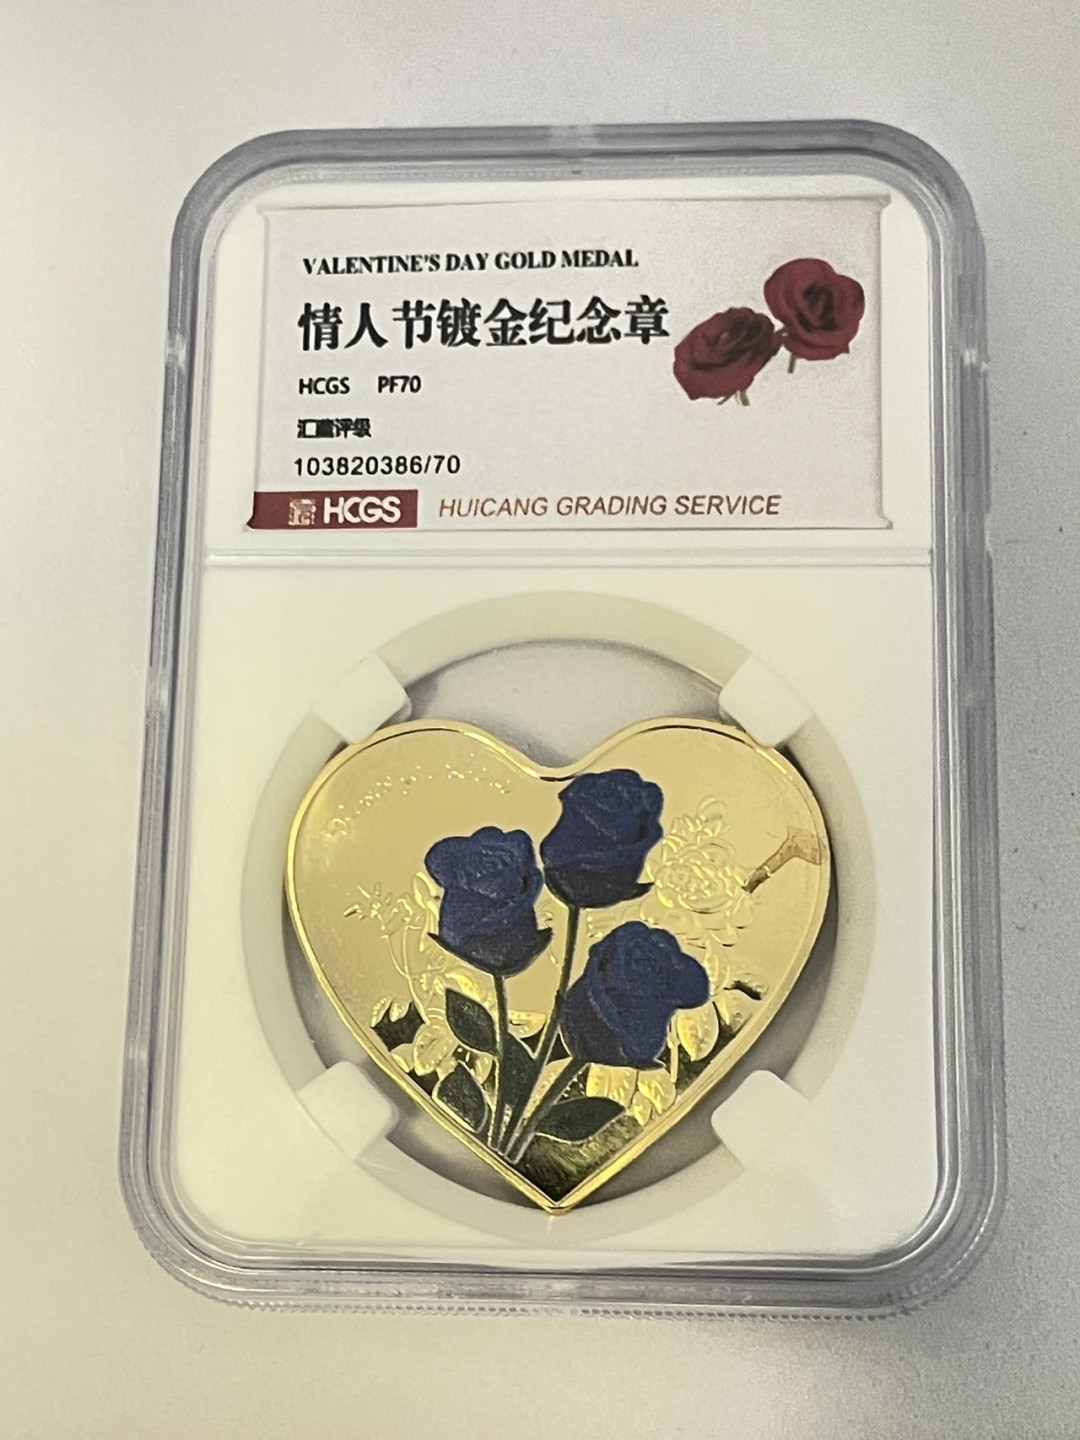 VALENTINE'S DAY GOLD MEDAL
情人节镀金纪念章
HCGS PF70
汇藏评级
103820386/70
HCGS HUICANG GRADING SERVICE